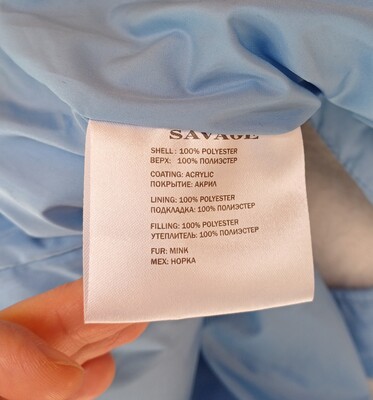 SAVAGE
SHELL: 100% POLYESTER
ВЕРХ: 100% ПОЛИЭСТЕР
COATING: ACRYLIC
ПОКРЫТИЕ: АКРИЛ
LINING: 100% POLYESTER
ПОДКЛАДКА: 100% ПОЛИЭСТЕР
FILLING: 100% POLYESTER
УТЕПЛИТЕЛЬ: 100% ПОЛИЭСТЕР
FUR: MINK
МЕХ: НОРКА